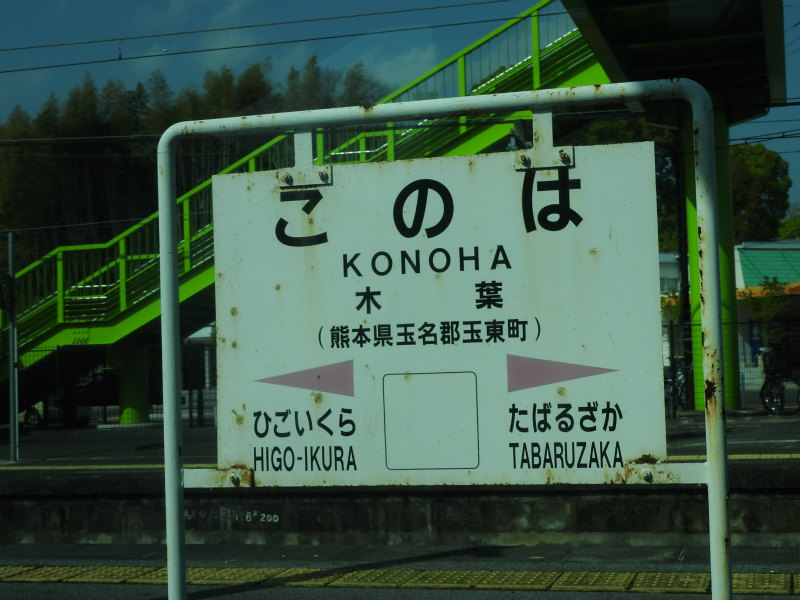 このは
KONOHA
木葉
(熊本県玉名郡玉東町)
ひごいくら たばるざか
HIGO-IKURA TABARUZAKA
200